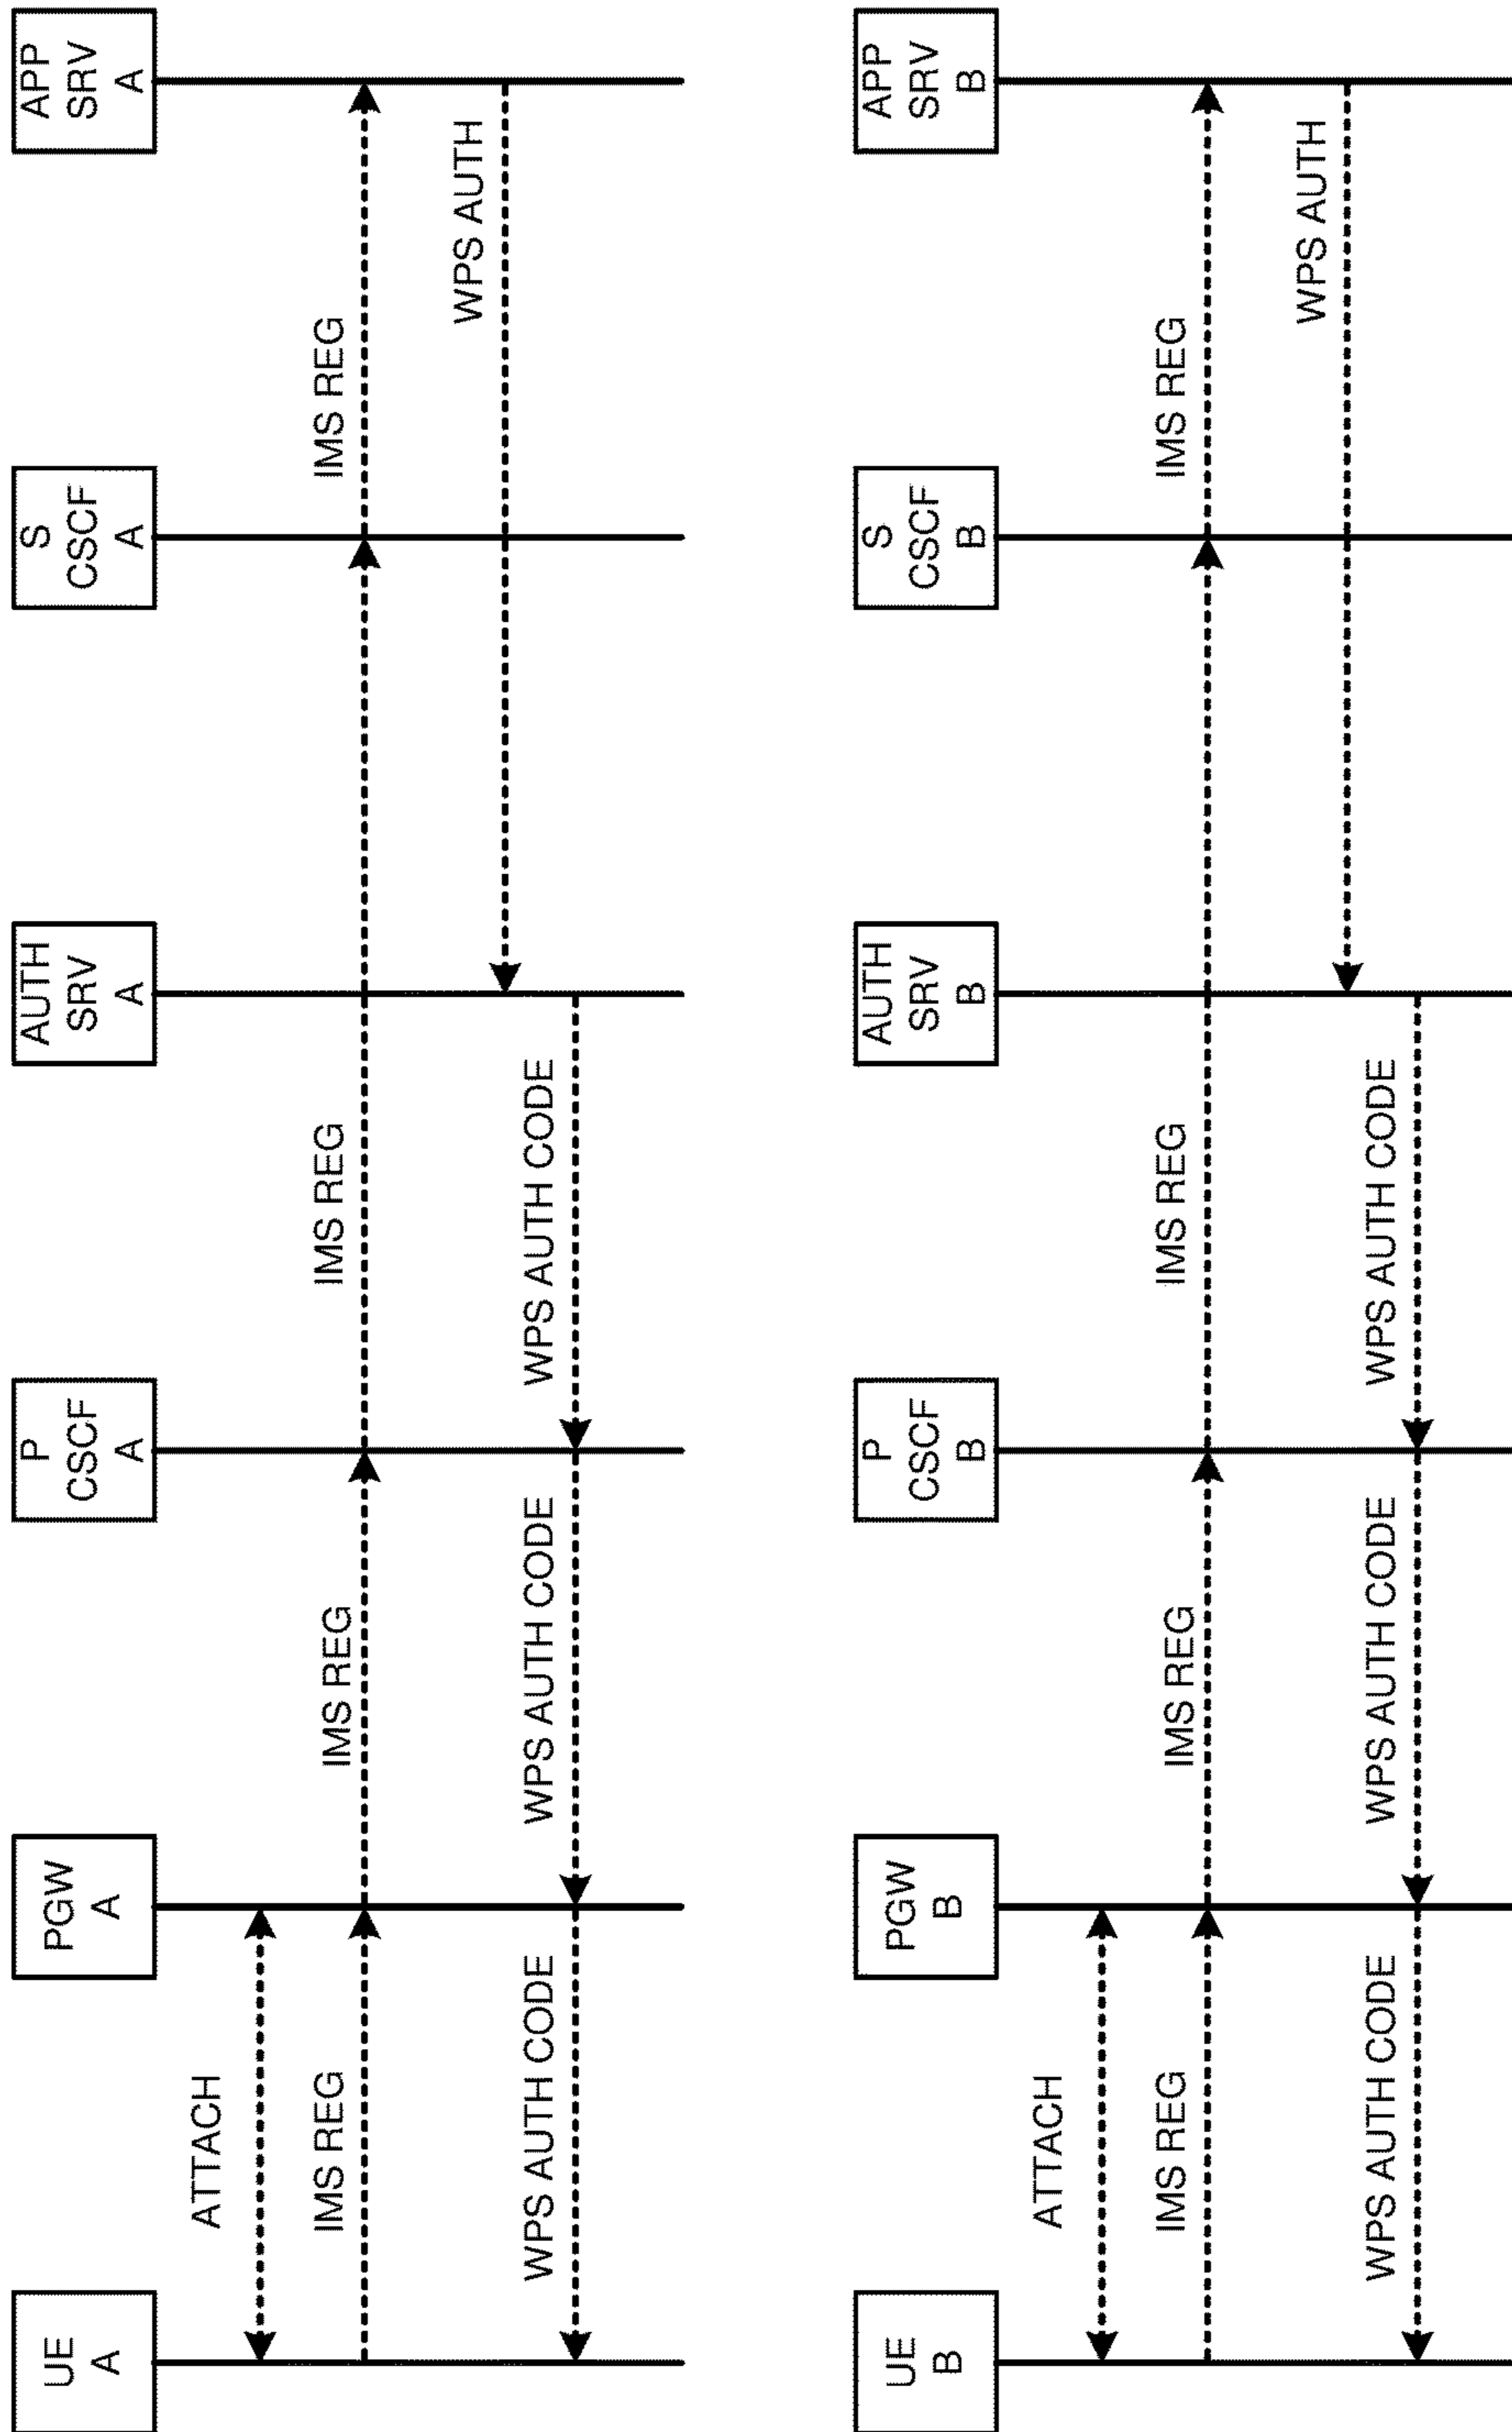 UE
A
PGW
A
P
CSCF
A
AUTH
SRV
A
S
CSCF
A
APP
SRV
A
ATTACH
IMS REG
IMS REG
IMS REG
IMS REG
WPS AUTH
WPS AUTH CODE
WPS AUTH CODE
WPS AUTH CODE
UE
B
PGW
B
P
CSCF
B
AUTH
SRV
B
S
CSCF
B
APP
SRV
B
ATTACH
IMS REG
IMS REG
IMS REG
IMS REG
WPS AUTH
WPS AUTH CODE
WPS AUTH CODE
WPS AUTH CODE